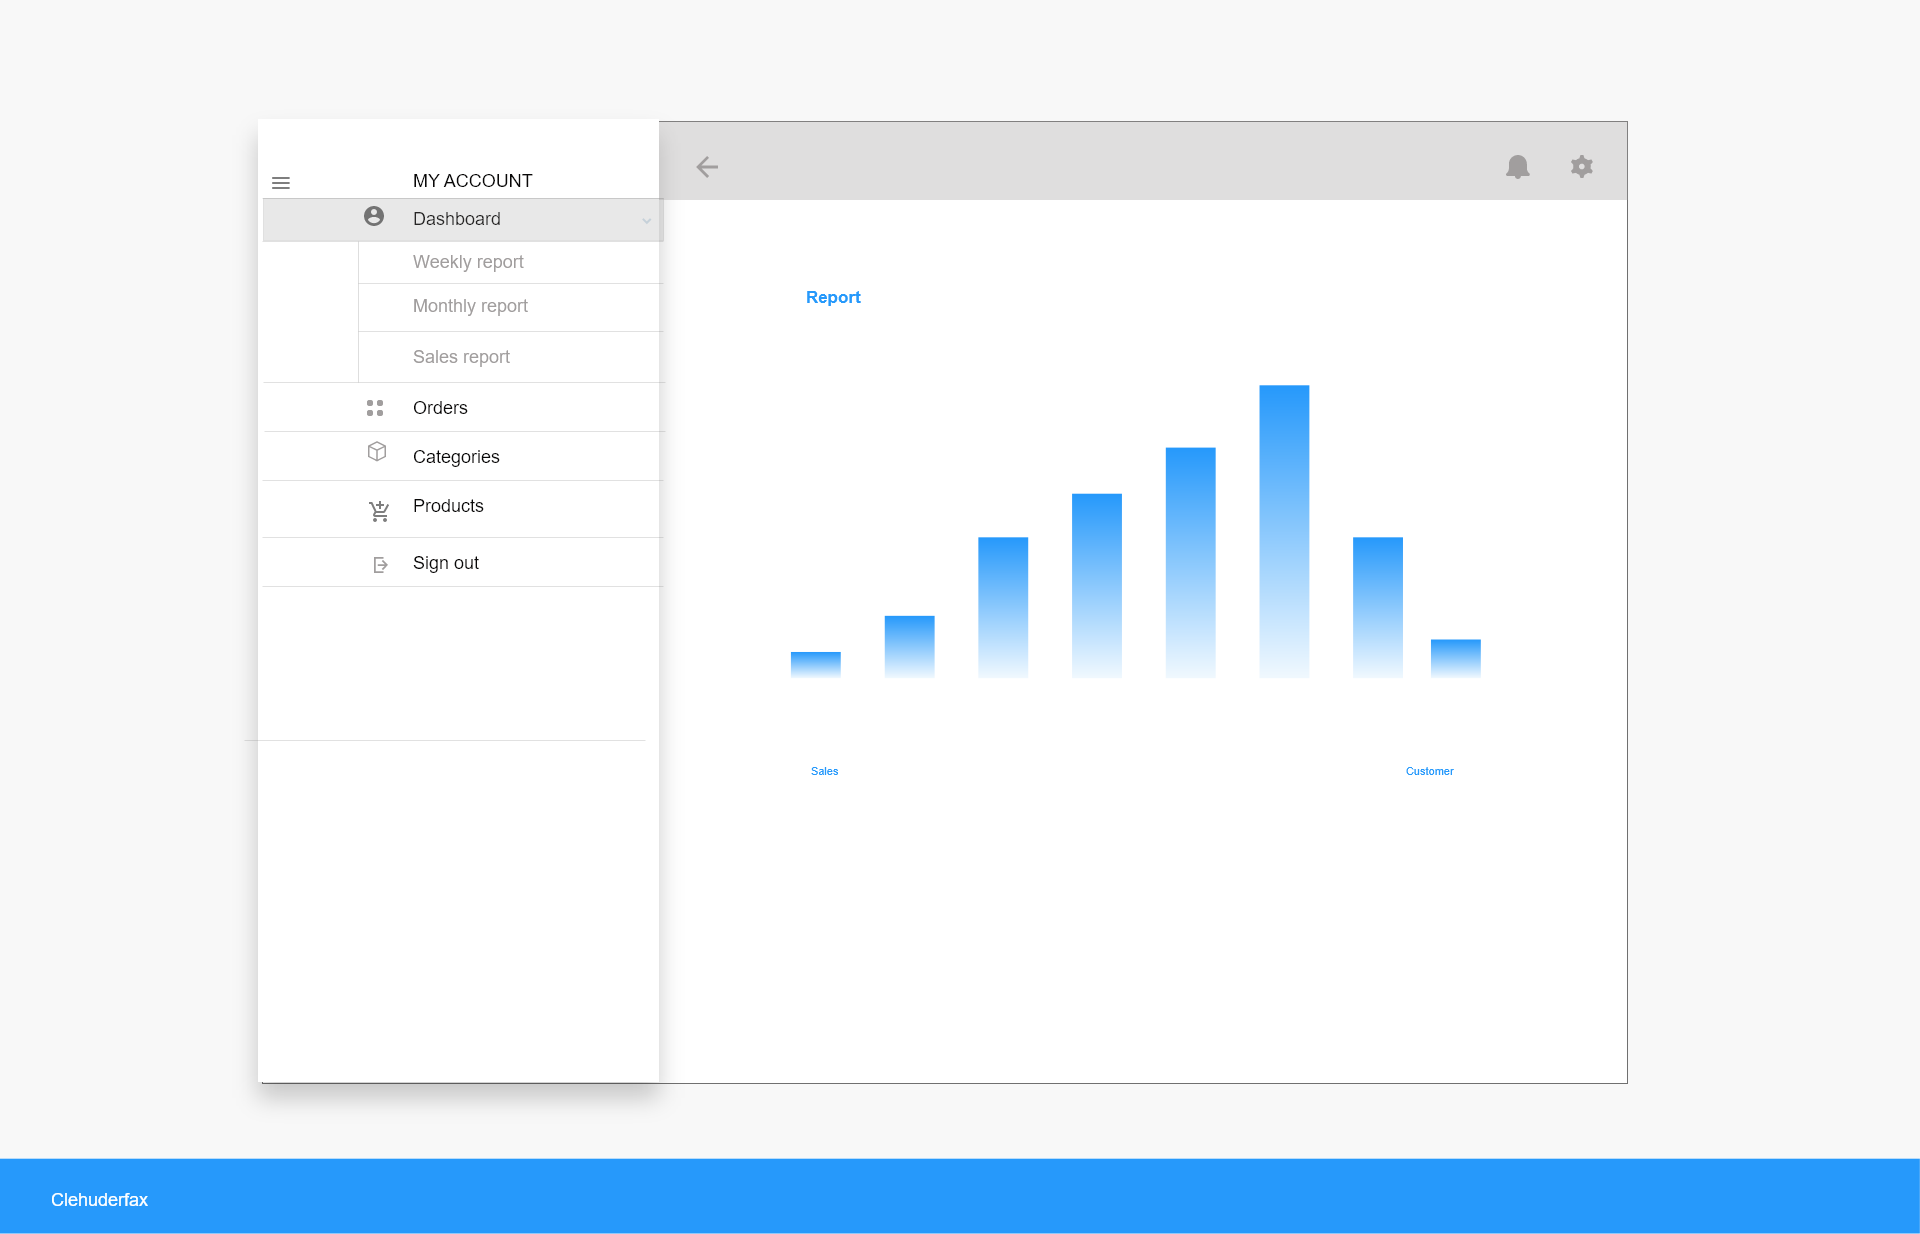 MY ACCOUNT
Dashboard
Weekly report
Monthly report
Sales report
Orders
Categories
Products
Sign out
Report
Sales
Customer
Clehuderfax